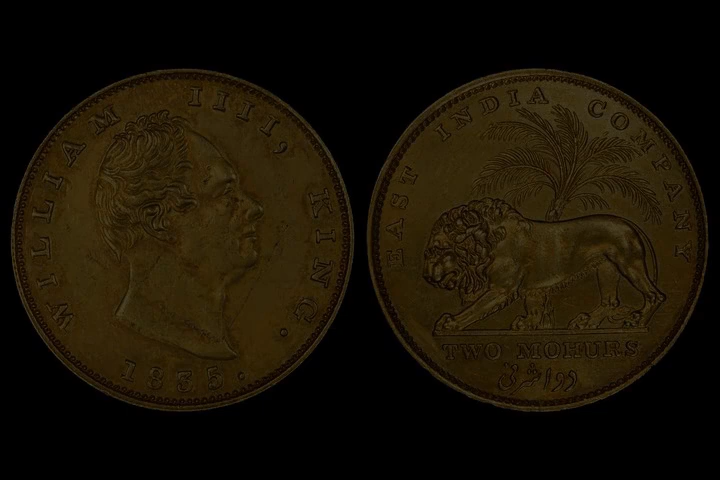 WILLIAM IIII, KING.
1835.
EAST INDIA COMPANY
TWO MOHURS
دو اشرفی